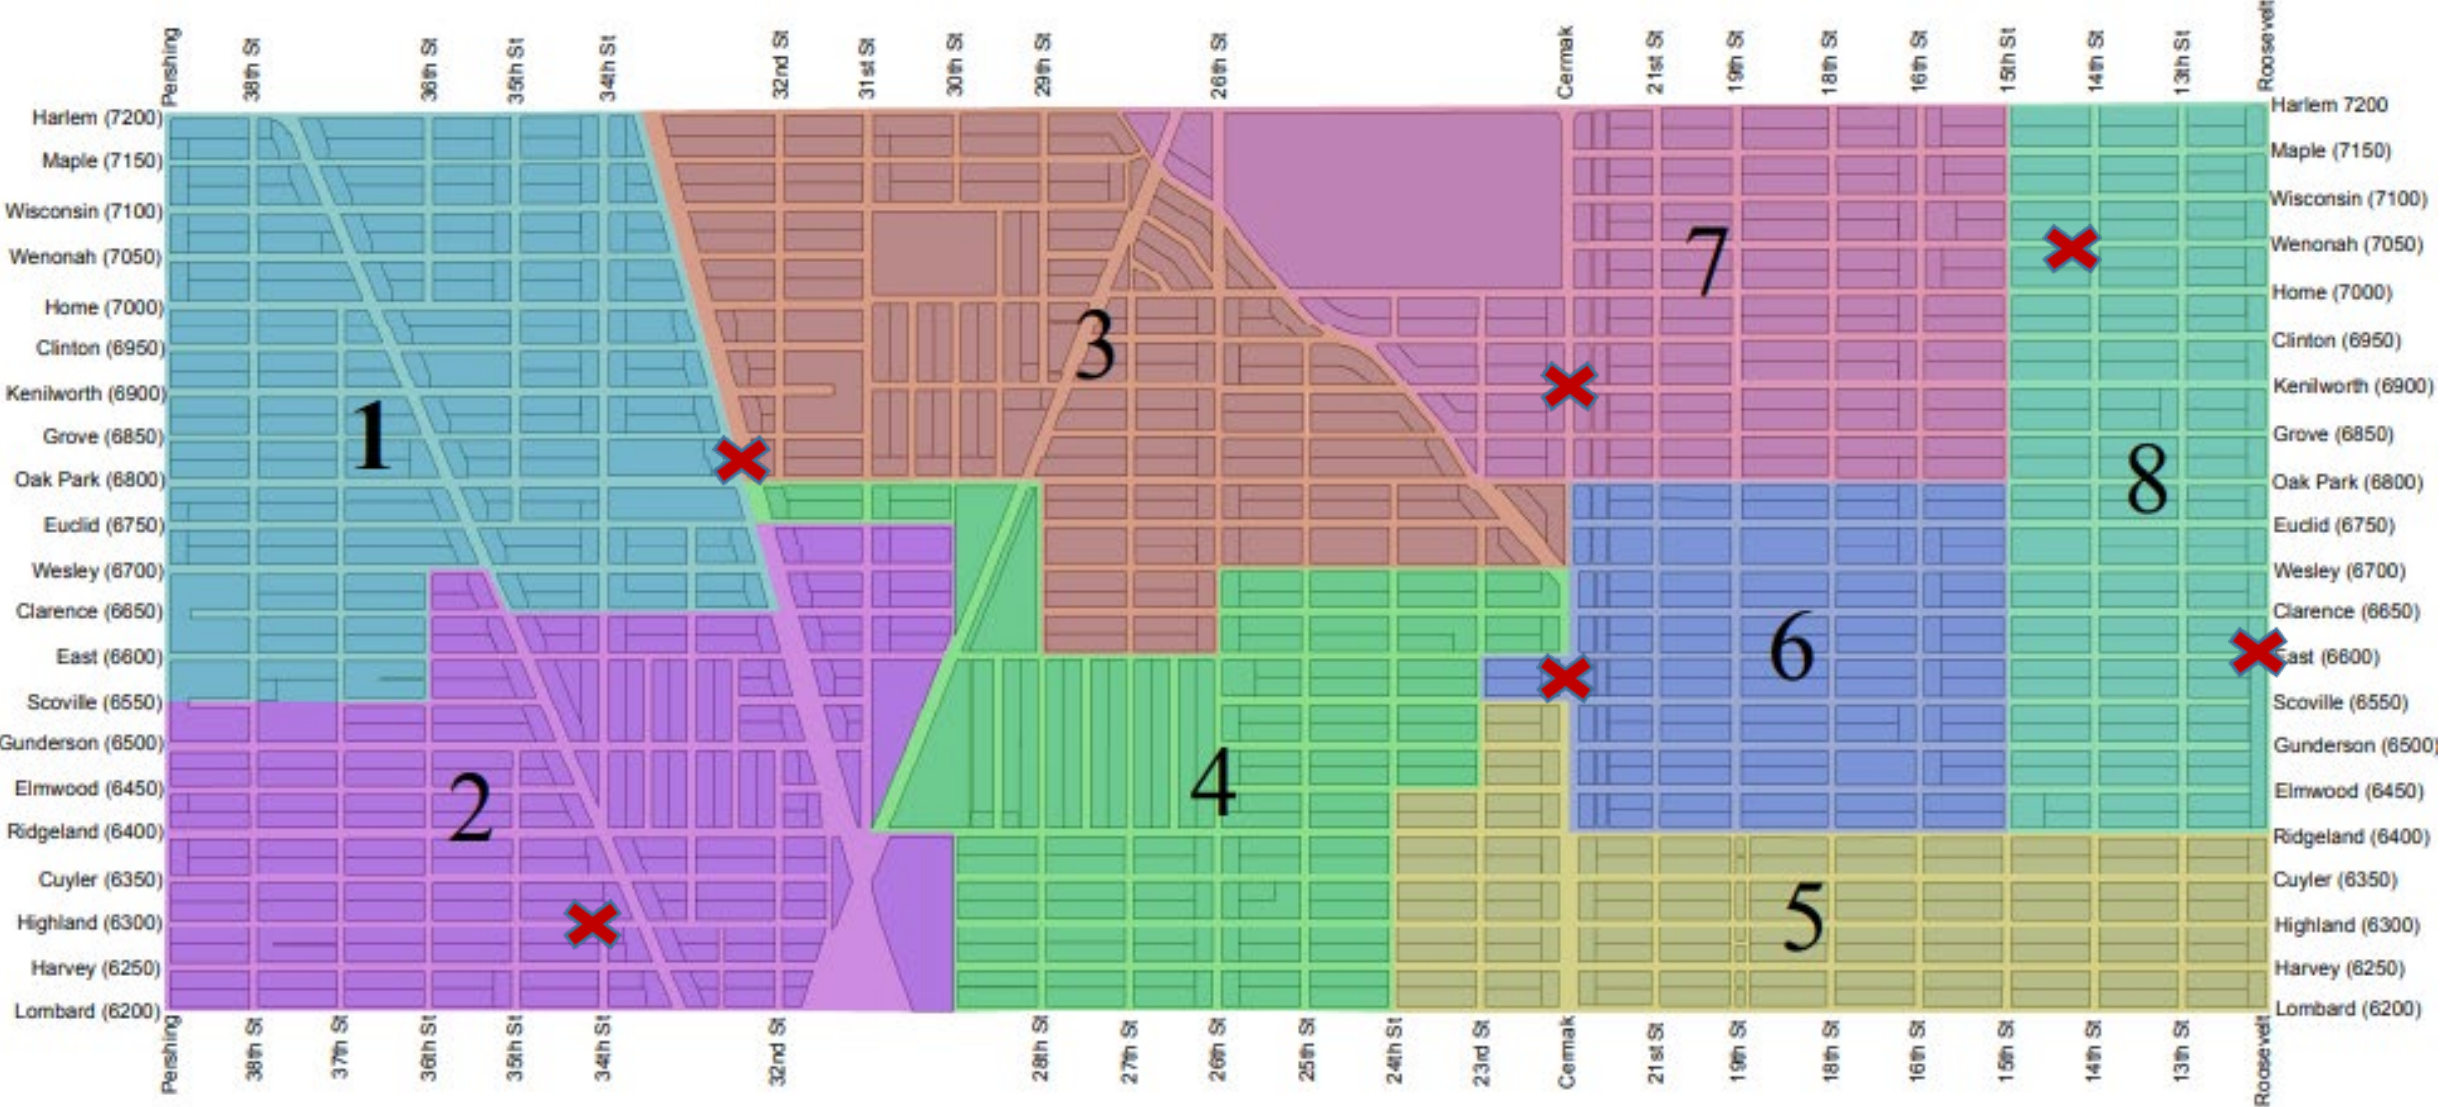 Pershing
38th St
36th St
35th St
34th St
32nd St
31st St
30th St
29th St
26th St
Cermak
21st St
19th St
18th St
16th St
15th St
14th St
13th St
Roosevelt
Harlem (7200)
Maple (7150)
Wisconsin (7100)
Wenonah (7050)
Home (7000)
Clinton (6950)
Kenilworth (6900)
Grove (6850)
Oak Park (6800)
Euclid (6750)
Wesley (6700)
Clarence (6650)
East (6600)
Scoville (6550)
Gunderson (6500)
Elmwood (6450)
Ridgeland (6400)
Cuyler (6350)
Highland (6300)
Harvey (6250)
Lombard (6200)
1
2
3
4
5
6
7
8
Harlem 7200
Maple (7150)
Wisconsin (7100)
Wenonah (7050)
Home (7000)
Clinton (6950)
Kenilworth (6900)
Grove (6850)
Oak Park (6800)
Euclid (6750)
Wesley (6700)
Clarence (6650)
East (6600)
Scoville (6550)
Gunderson (6500)
Elmwood (6450)
Ridgeland (6400)
Cuyler (6350)
Highland (6300)
Harvey (6250)
Lombard (6200)
Pershing
38th St
37th St
36th St
35th St
34th St
32nd St
28th St
27th St
26th St
25th St
24th St
23rd St
Cermak
21st St
19th St
18th St
16th St
15th St
14th St
13th St
Roosevelt